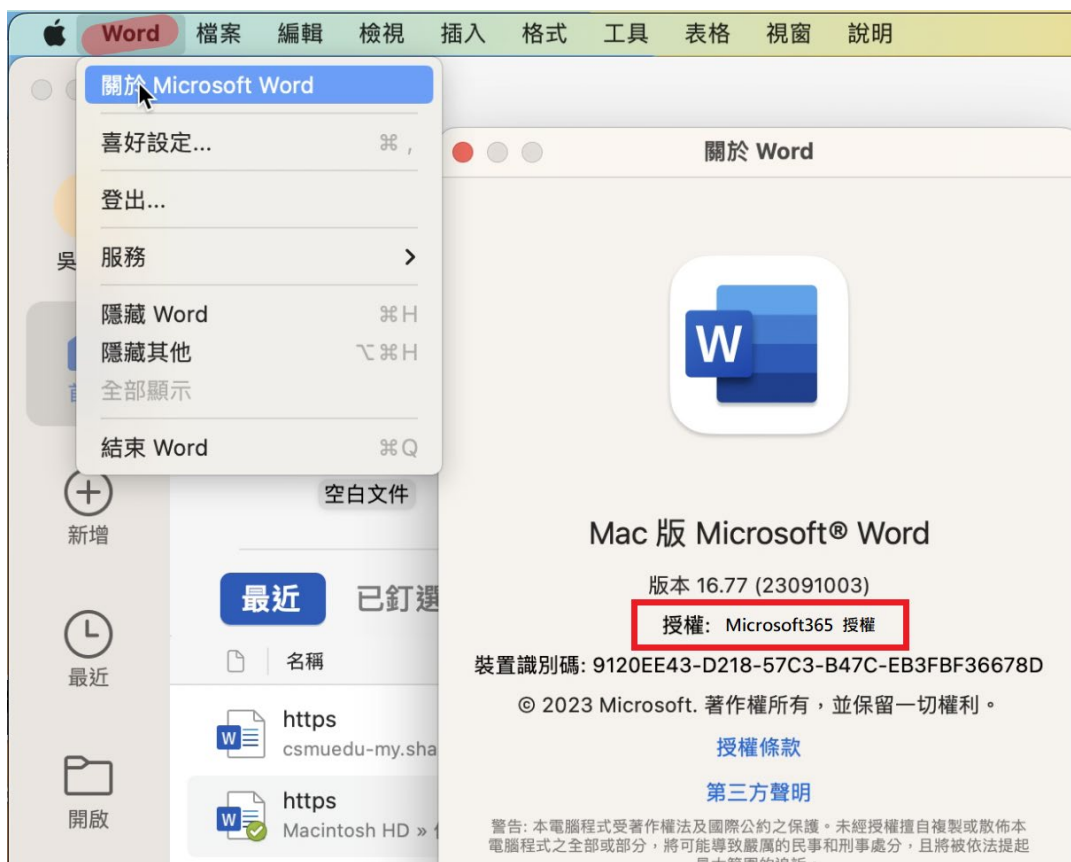 Word 檔案 編輯 檢視 插入 格式 工具 表格 視窗 說明
關於 Microsoft Word
喜好設定... ⌘ ,
登出...
服務
隱藏 Word ⌘H
隱藏其他 ⌥⌘H
全部顯示
結束 Word ⌘Q
吳
新增
最近
開啟
空白文件
最近 已釘選
名稱
https
csmuedu-my.sha
https
Macintosh HD »
關於 Word
W
Mac 版 Microsoft® Word
版本 16.77 (23091003)
授權: Microsoft365 授權
裝置識別碼: 9120EE43-D218-57C3-B47C-EB3FBF36678D
© 2023 Microsoft. 著作權所有，並保留一切權利。
授權條款
第三方聲明
警告: 本電腦程式受著作權法及國際公約之保護。未經授權擅自複製或散佈本
電腦程式之全部或部分，將可能導致嚴厲的民事和刑事處分，且將被依法提起